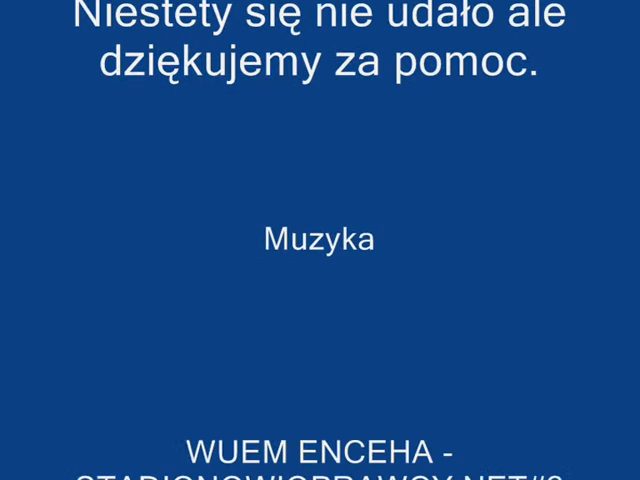 Niestety się nie udało ale
dziękujemy za pomoc.
Muzyka
WUEM ENCEHA -